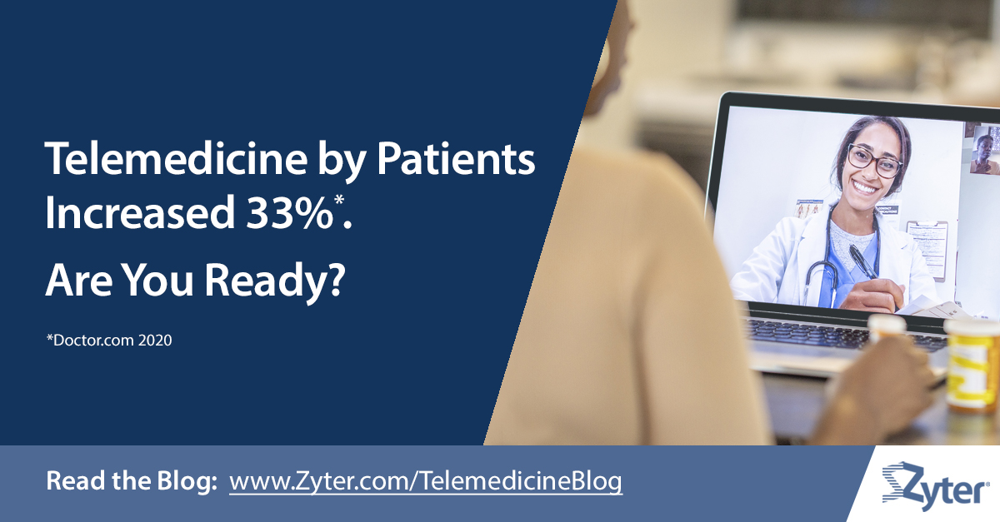 Telemedicine by Patients
Increased 33%*.
Are You Ready?
*Doctor.com 2020
Read the Blog: www.Zyter.com/TelemedicineBlog
Zyter®